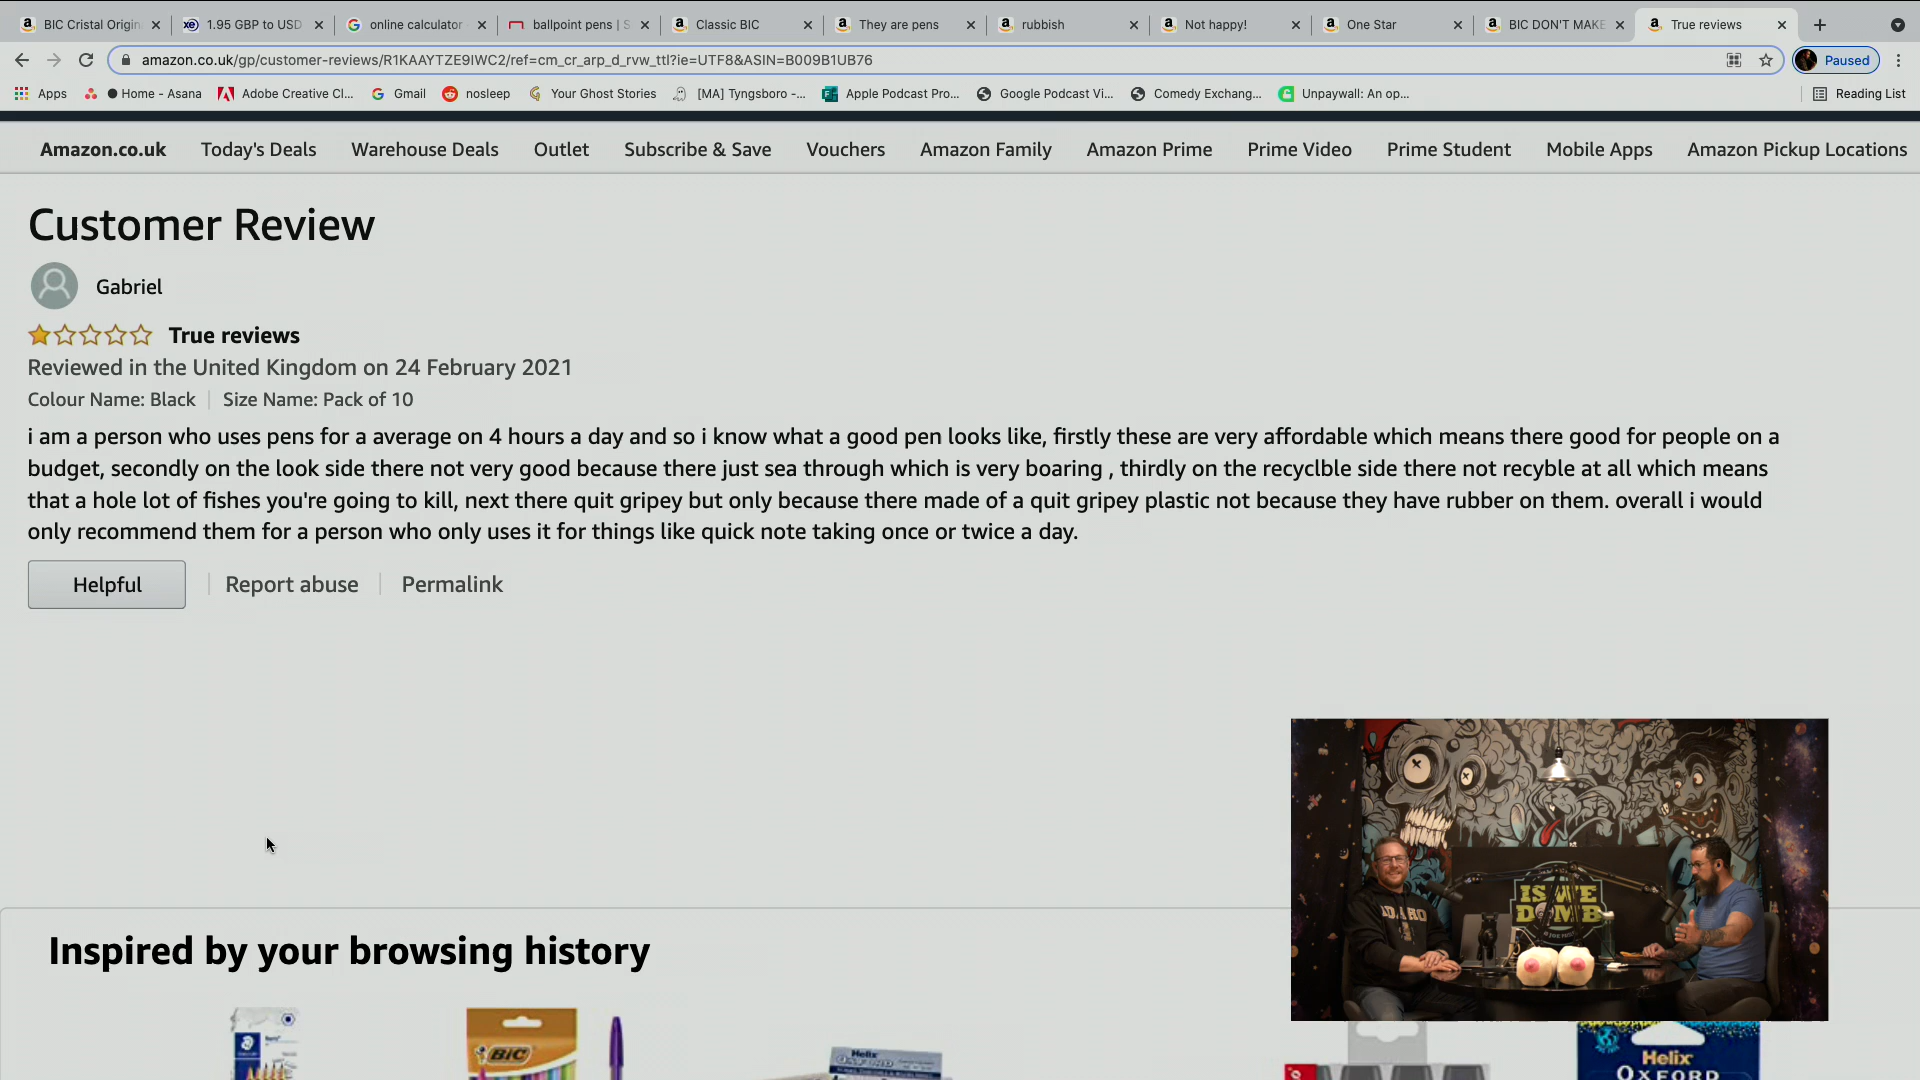 BIC Cristal Origin
1.95 GBP to USD
online calculator
ballpoint pens | S
Classic BIC
They are pens
rubbish
Not happy!
One Star
BIC DON'T MAKE
True reviews
amazon.co.uk/gp/customer-reviews/R1KAAYTZE9IWC2/ref=cm_cr_arp_d_rvw_ttl?ie=UTF8&ASIN=B009B1UB76
Paused
Apps
Home - Asana
Adobre Creative Cl...
Gmail
nosleep
Your Ghost Stories
[MA] Tyngsboro -...
Apple Podcast Pro...
Google Podcast Vi...
Comedy Exchang...
Unpaywall: An op...
Reading List
Amazon.co.uk
Today's Deals
Warehouse Deals
Outlet
Subscribe & Save
Vouchers
Amazon Family
Amazon Prime
Prime Video
Prime Student
Mobile Apps
Amazon Pickup Locations
Customer Review
Gabriel
True reviews
Reviewed in the United Kingdom on 24 February 2021
Colour Name: Black | Size Name: Pack of 10
i am a person who uses pens for a average on 4 hours a day and so i know what a good pen looks like, firstly these are very affordable which means there good for people on a
budget, secondly on the look side there not very good because there just sea through which is very boaring , thirdly on the recyclble side there not recyble at all which means
that a hole lot of fishes you're going to kill, next there quit gripey but only because there made of a quit gripey plastic not because they have rubber on them. overall i would
only recommend them for a person who only uses it for things like quick note taking once or twice a day.
Helpful
Report abuse
Permalink
IS WE
DUMB
Inspired by your browsing history
BIC
Helix
OXFORD
Helix
OXFORD